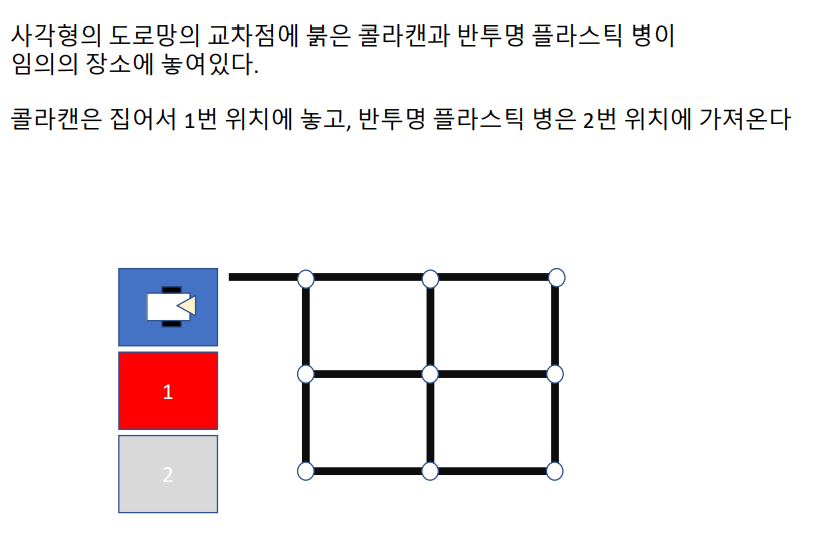 사각형의 도로망의 교차점에 붉은 콜라캔과 반투명 플라스틱 병이
임의의 장소에 놓여있다.
콜라캔은 집어서 1번 위치에 놓고, 반투명 플라스틱 병은 2번 위치에 가져온다
1
2